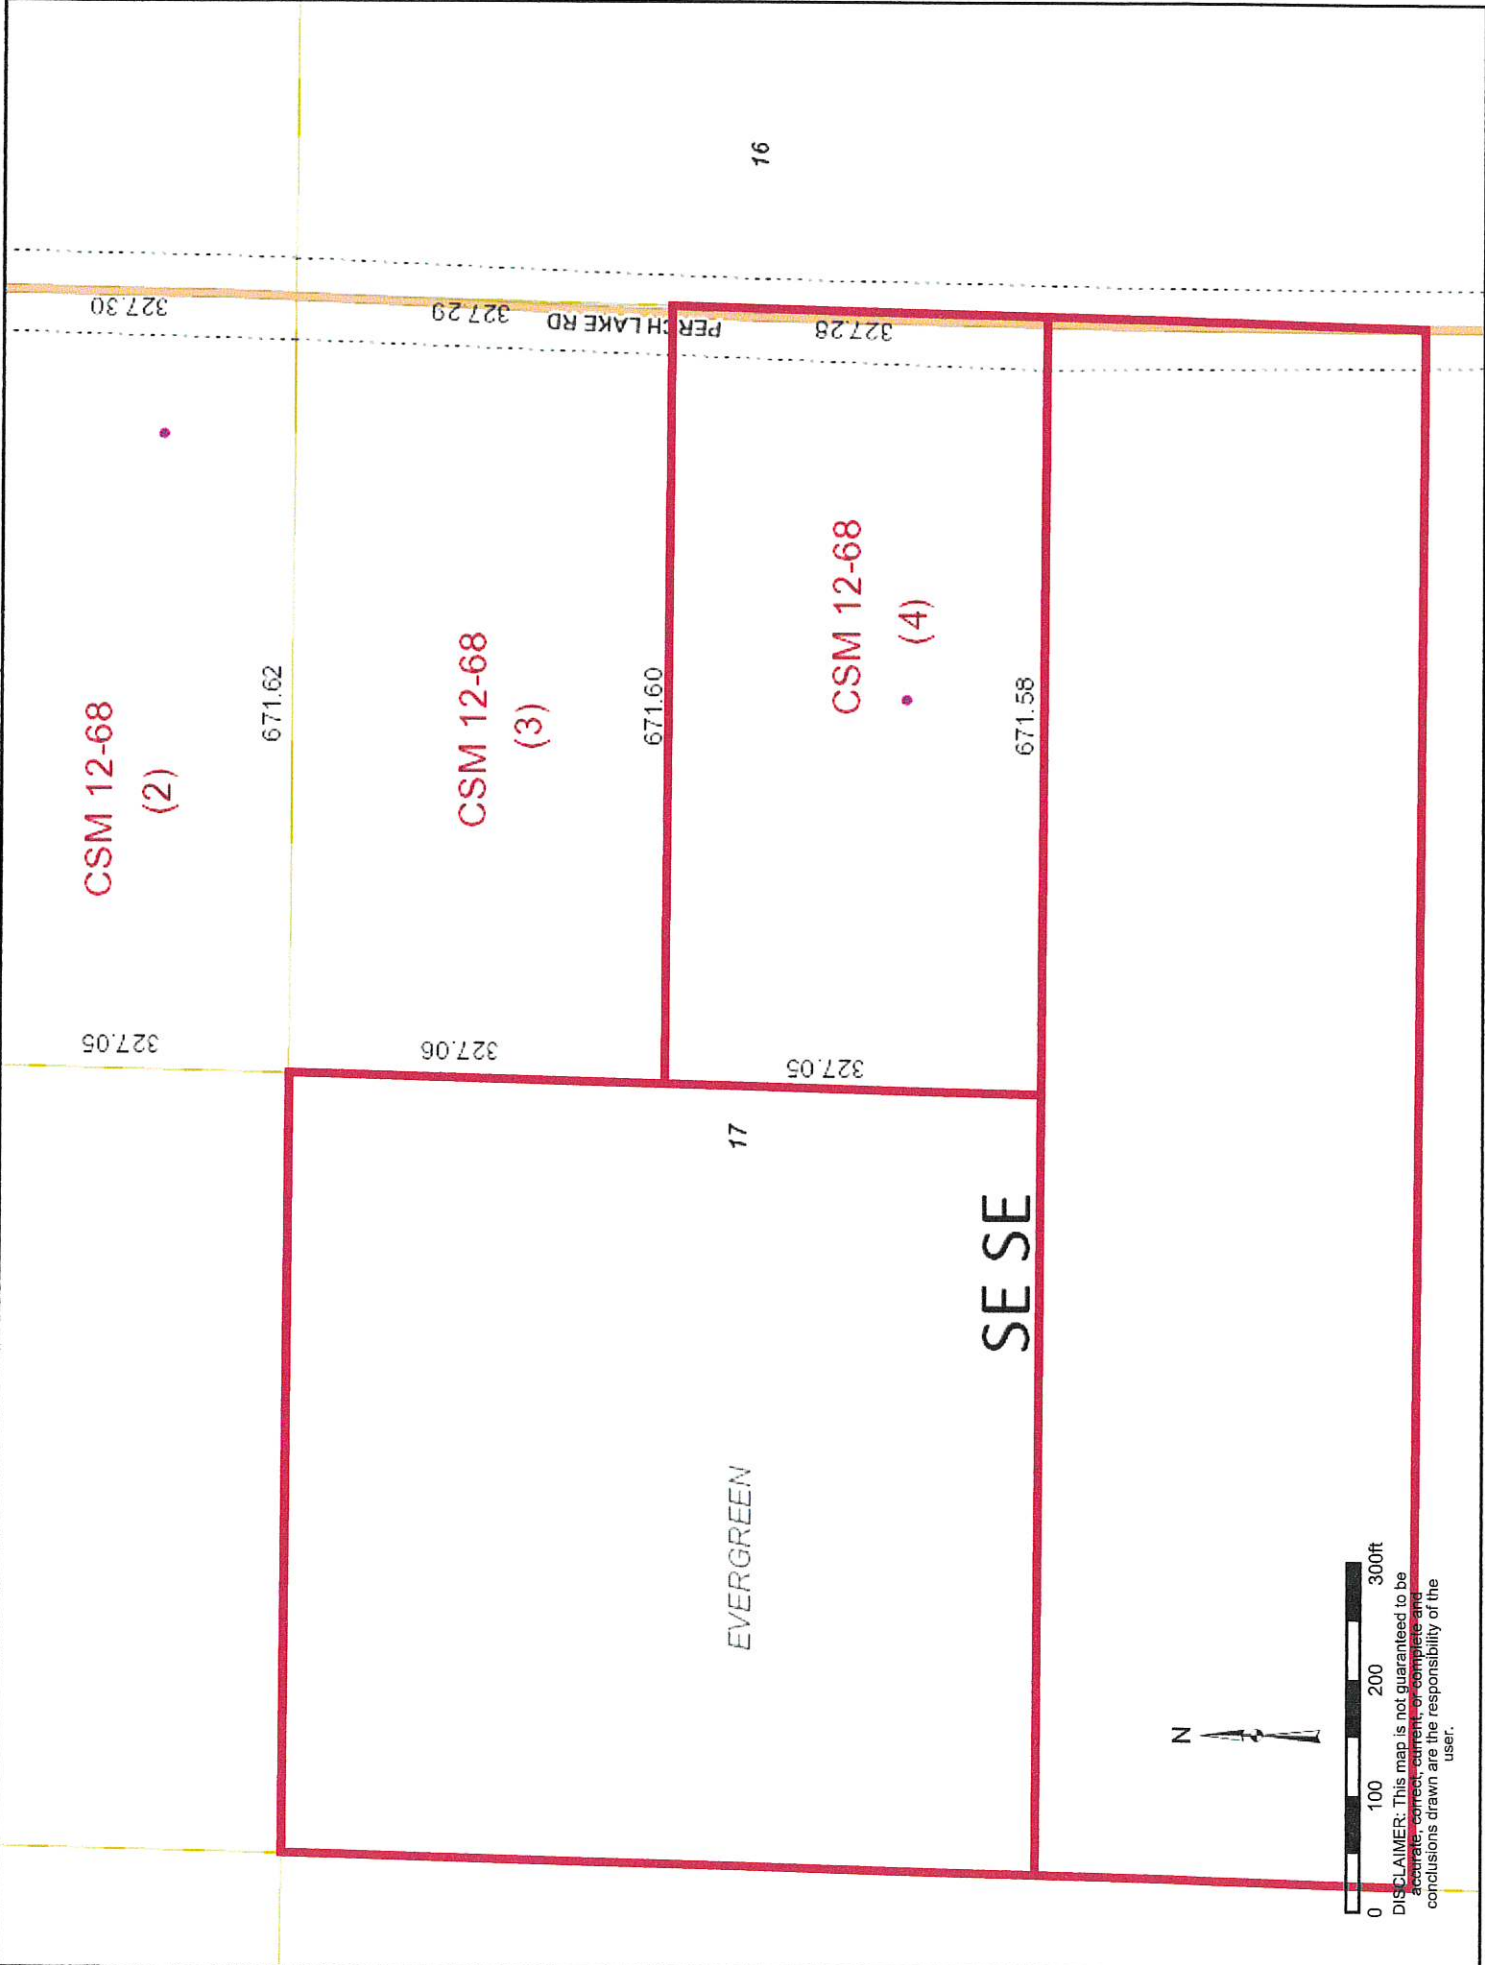 16
327.30
327.29
PERCH LAKE RD
327.28
CSM 12-68
(2)
671.62
CSM 12-68
(3)
671.60
CSM 12-68
(4)
671.58
327.05
327.06
327.05
17
SE SE
EVERGREEN
N
0 100 200 300ft
DISCLAIMER: This map is not guaranteed to be
accurate, correct, current, or complete and
conclusions drawn are the responsibility of the
user.